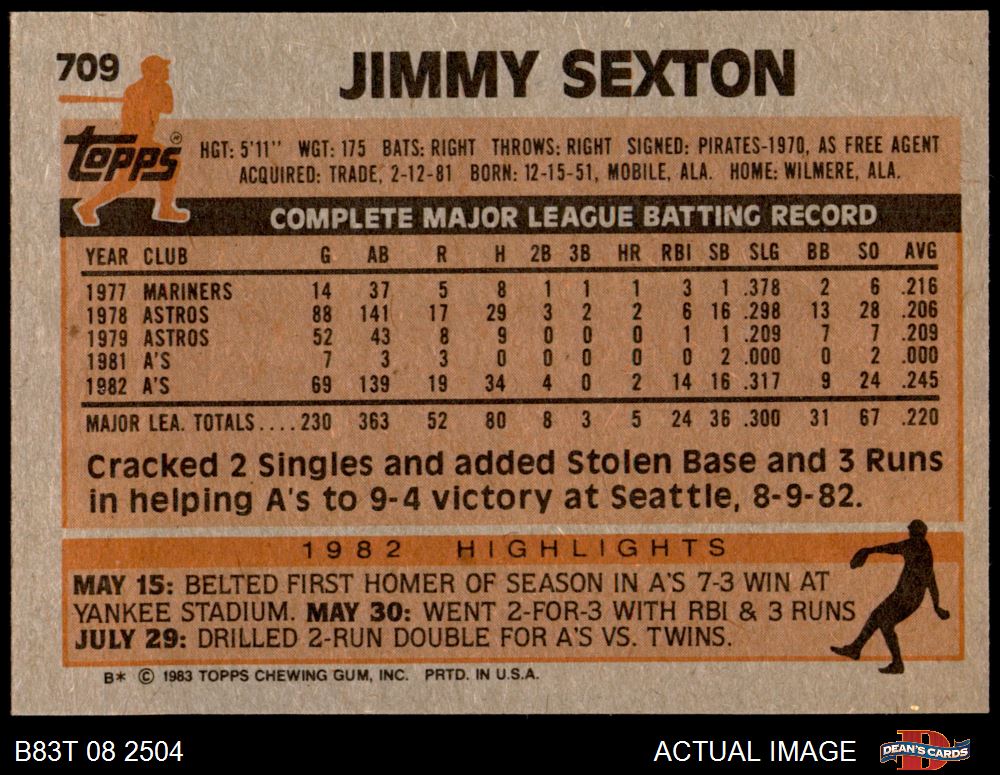 709
JIMMY SEXTON
Topps
HGT: 5'11" WGT: 175 BATS: RIGHT THROWS: RIGHT SIGNED: PIRATES-1970, AS FREE AGENT
ACQUIRED: TRADE, 2-12-81 BORN: 12-15-51, MOBILE, ALA. HOME: WILMERE, ALA.
COMPLETE MAJOR LEAGUE BATTING RECORD
YEAR CLUB G AB R H 2B 3B HR RBI SB SLG BB SO AVG
1977 MARINERS 14 37 5 8 1 1 1 3 1 .378 2 6 .216
1978 ASTROS 88 141 17 29 3 2 2 6 16 .298 13 28 .206
1979 ASTROS 52 43 8 9 0 0 0 1 1 .209 7 7 .209
1981 A'S 7 3 3 0 0 0 0 0 2 .000 0 2 .000
1982 A'S 69 139 19 34 4 0 2 14 16 .317 9 24 .245
MAJOR LEA. TOTALS....230 363 52 80 8 3 5 24 36 .300 31 67 .220
Cracked 2 Singles and added Stolen Base and 3 Runs
in helping A's to 9-4 victory at Seattle, 8-9-82.
1982 HIGHLIGHTS
MAY 15: BELTED FIRST HOMER OF SEASON IN A'S 7-3 WIN AT
YANKEE STADIUM. MAY 30: WENT 2-FOR-3 WITH RBI & 3 RUNS
JULY 29: DRILLED 2-RUN DOUBLE FOR A'S VS. TWINS.
B* © 1983 TOPPS CHEWING GUM, INC. PRTD. IN U.S.A.
B83T 08 2504
ACTUAL IMAGE
D
DEAN'S CARDS